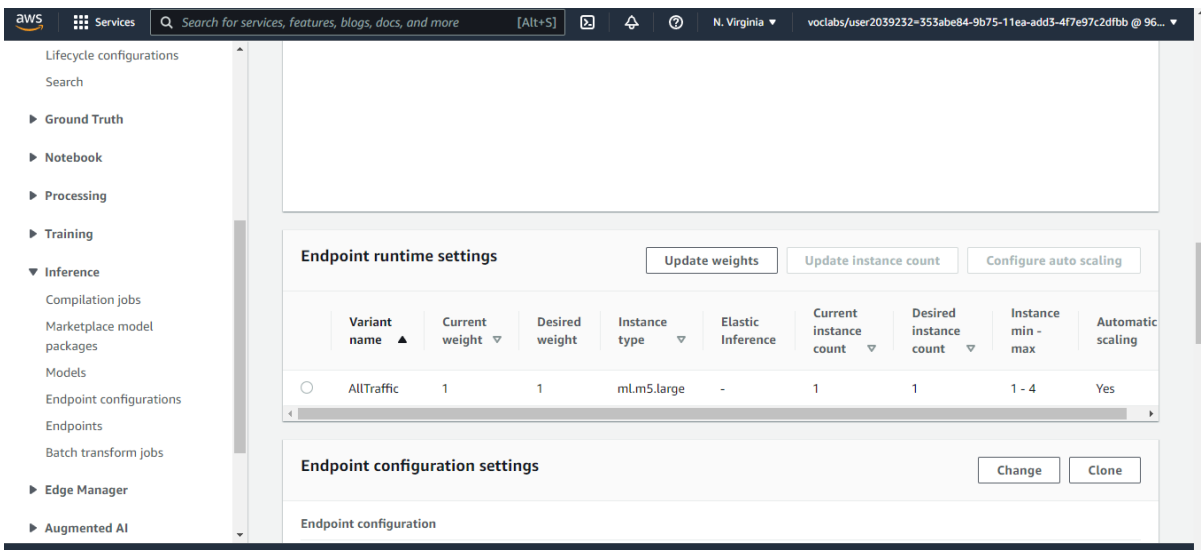 aws
Services
Search for services, features, blogs, docs, and more
[Alt+S]
N. Virginia ▼
voclabs/user2039232=353abe84-9b75-11ea-add3-4f7e97c2dfbb @ 96... ▼
Lifecycle configurations
Search
Ground Truth
Notebook
Processing
Training
Inference
Compilation jobs
Marketplace model
packages
Models
Endpoint configurations
Endpoints
Batch transform jobs
Edge Manager
Augmented AI
Endpoint runtime settings
Update weights
Update instance count
Configure auto scaling
Variant name
Current weight
Desired weight
Instance type
Elastic Inference
Current instance count
Desired instance count
Instance min - max
Automatic scaling
AllTraffic 1 1 ml.m5.large - 1 1 1 - 4 Yes
Endpoint configuration settings
Change
Clone
Endpoint configuration